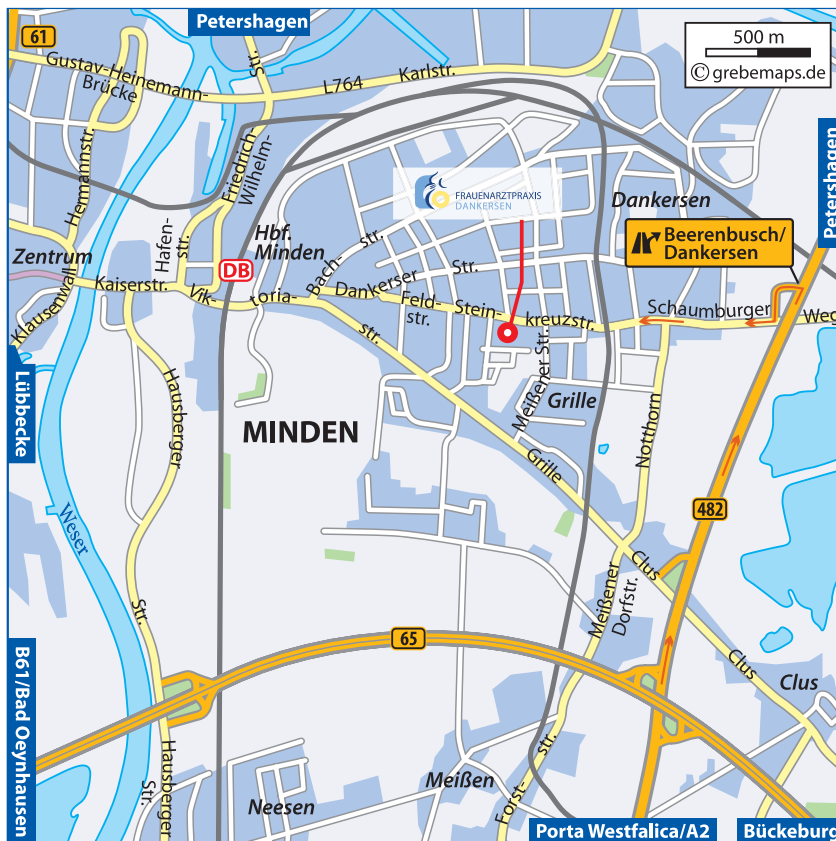 Petershagen
61
500 m
© grebemaps.de
Gustav-Heinemann-
Brücke
L764
Karlstr.
Str.
Friedrich-
Wilhelm-
Hermannstr.
Petershagen
FRAUENARZTPRAXIS
DANKERSEN
Dankersen
Beerenbusch/
Dankersen
Zentrum
Hafen-
str.
Hbf.
Minden
DB
Bach-
str.
Klausenwall
Kaiserstr.
Vik-
toria-
str.
Dankerser
Str.
Feld-
str.
Stein-
kreuzstr.
Schaumburger
Weg
Lübbecke
Hausberger
Str.
MINDEN
Meißener Str.
Grille
Grille
Notthorn
Weser
482
Clus
Meißener
Dorfstr.
65
Clus
Clus
B61/Bad Oeynhausen
Hausberger
Str.
Neesen
Meißen
Forst-
str.
Porta Westfalica/A2
Bückeburg